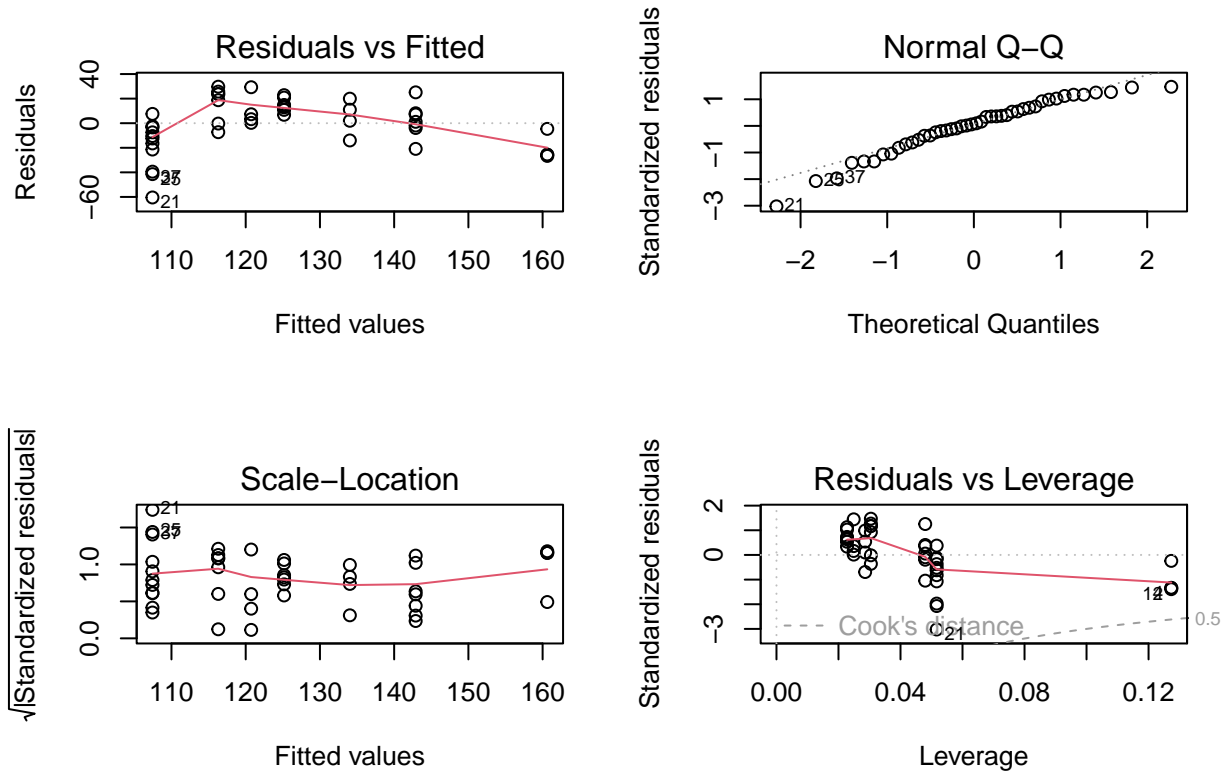 Residuals vs Fitted
Residuals
40
0
−60
37
25
21
110 120 130 140 150 160
Fitted values
Normal Q−Q
Standardized residuals
1
−1
−3
37
25
21
−2 −1 0 1 2
Theoretical Quantiles
Scale−Location
√|Standardized residuals|
1.0
0.0
21
25
37
110 120 130 140 150 160
Fitted values
Residuals vs Leverage
Standardized residuals
2
0
−3
Cook's distance
21
0.5
0.00 0.04 0.08 0.12
Leverage